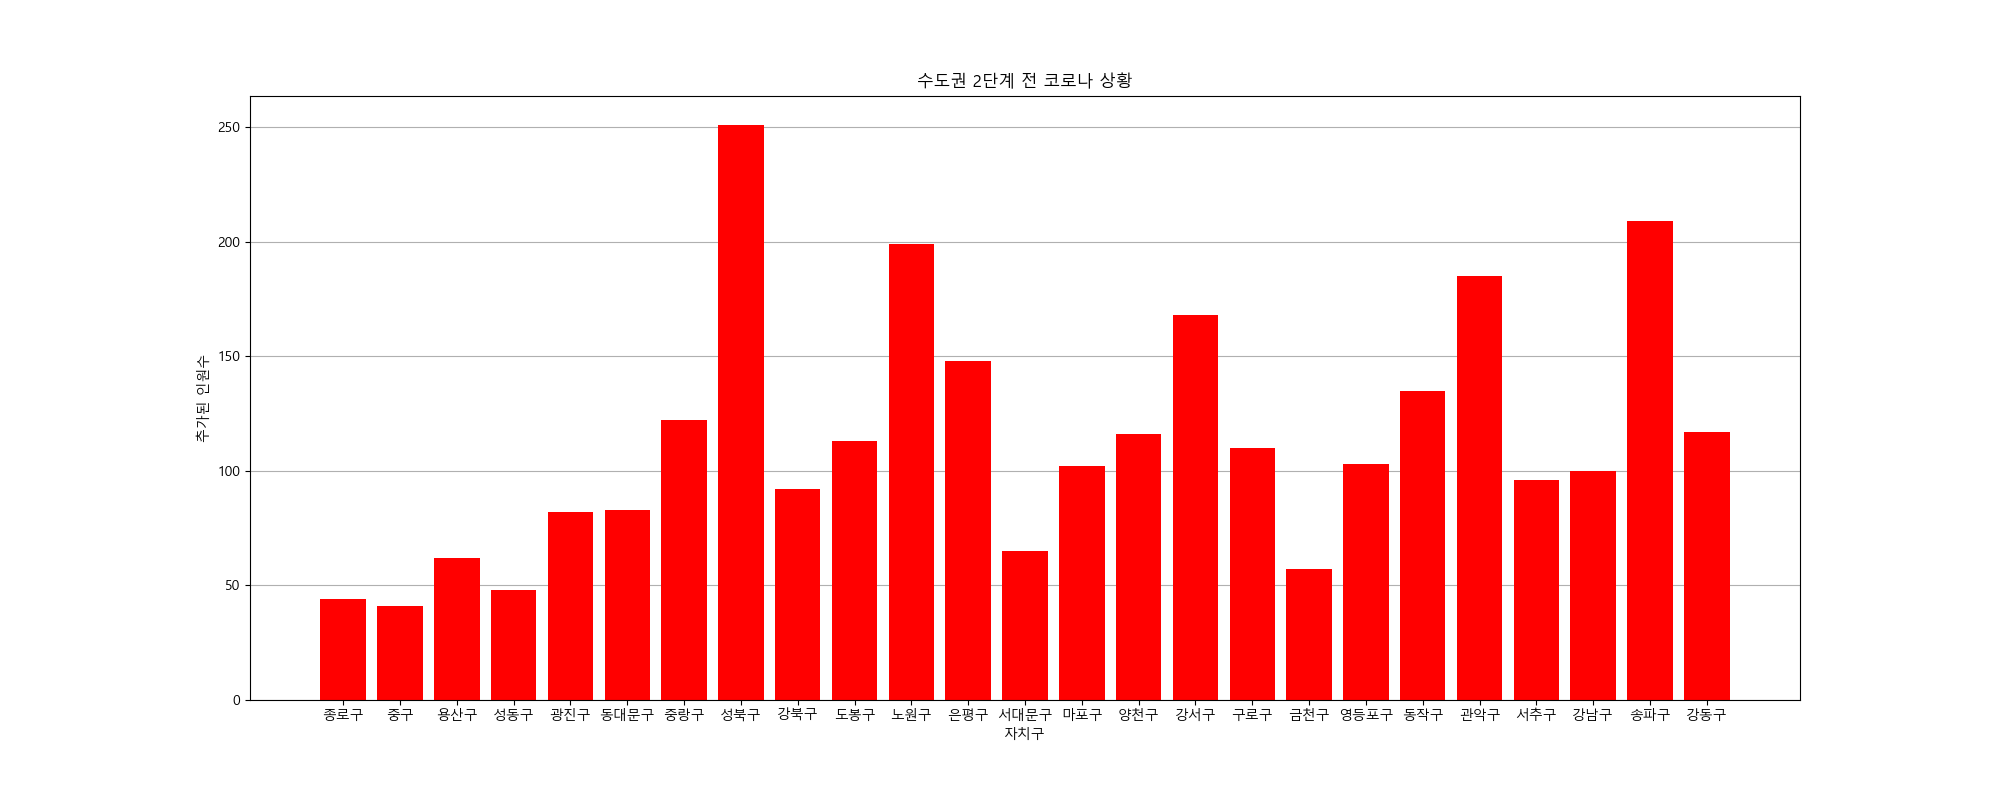 수도권 2단계 전 코로나 상황
추가된 인원수
250
200
150
100
50
0
종로구 중구 용산구 성동구 광진구 동대문구 중랑구 성북구 강북구 도봉구 노원구 은평구 서대문구 마포구 양천구 강서구 구로구 금천구 영등포구 동작구 관악구 서추구 강남구 송파구 강동구
자치구